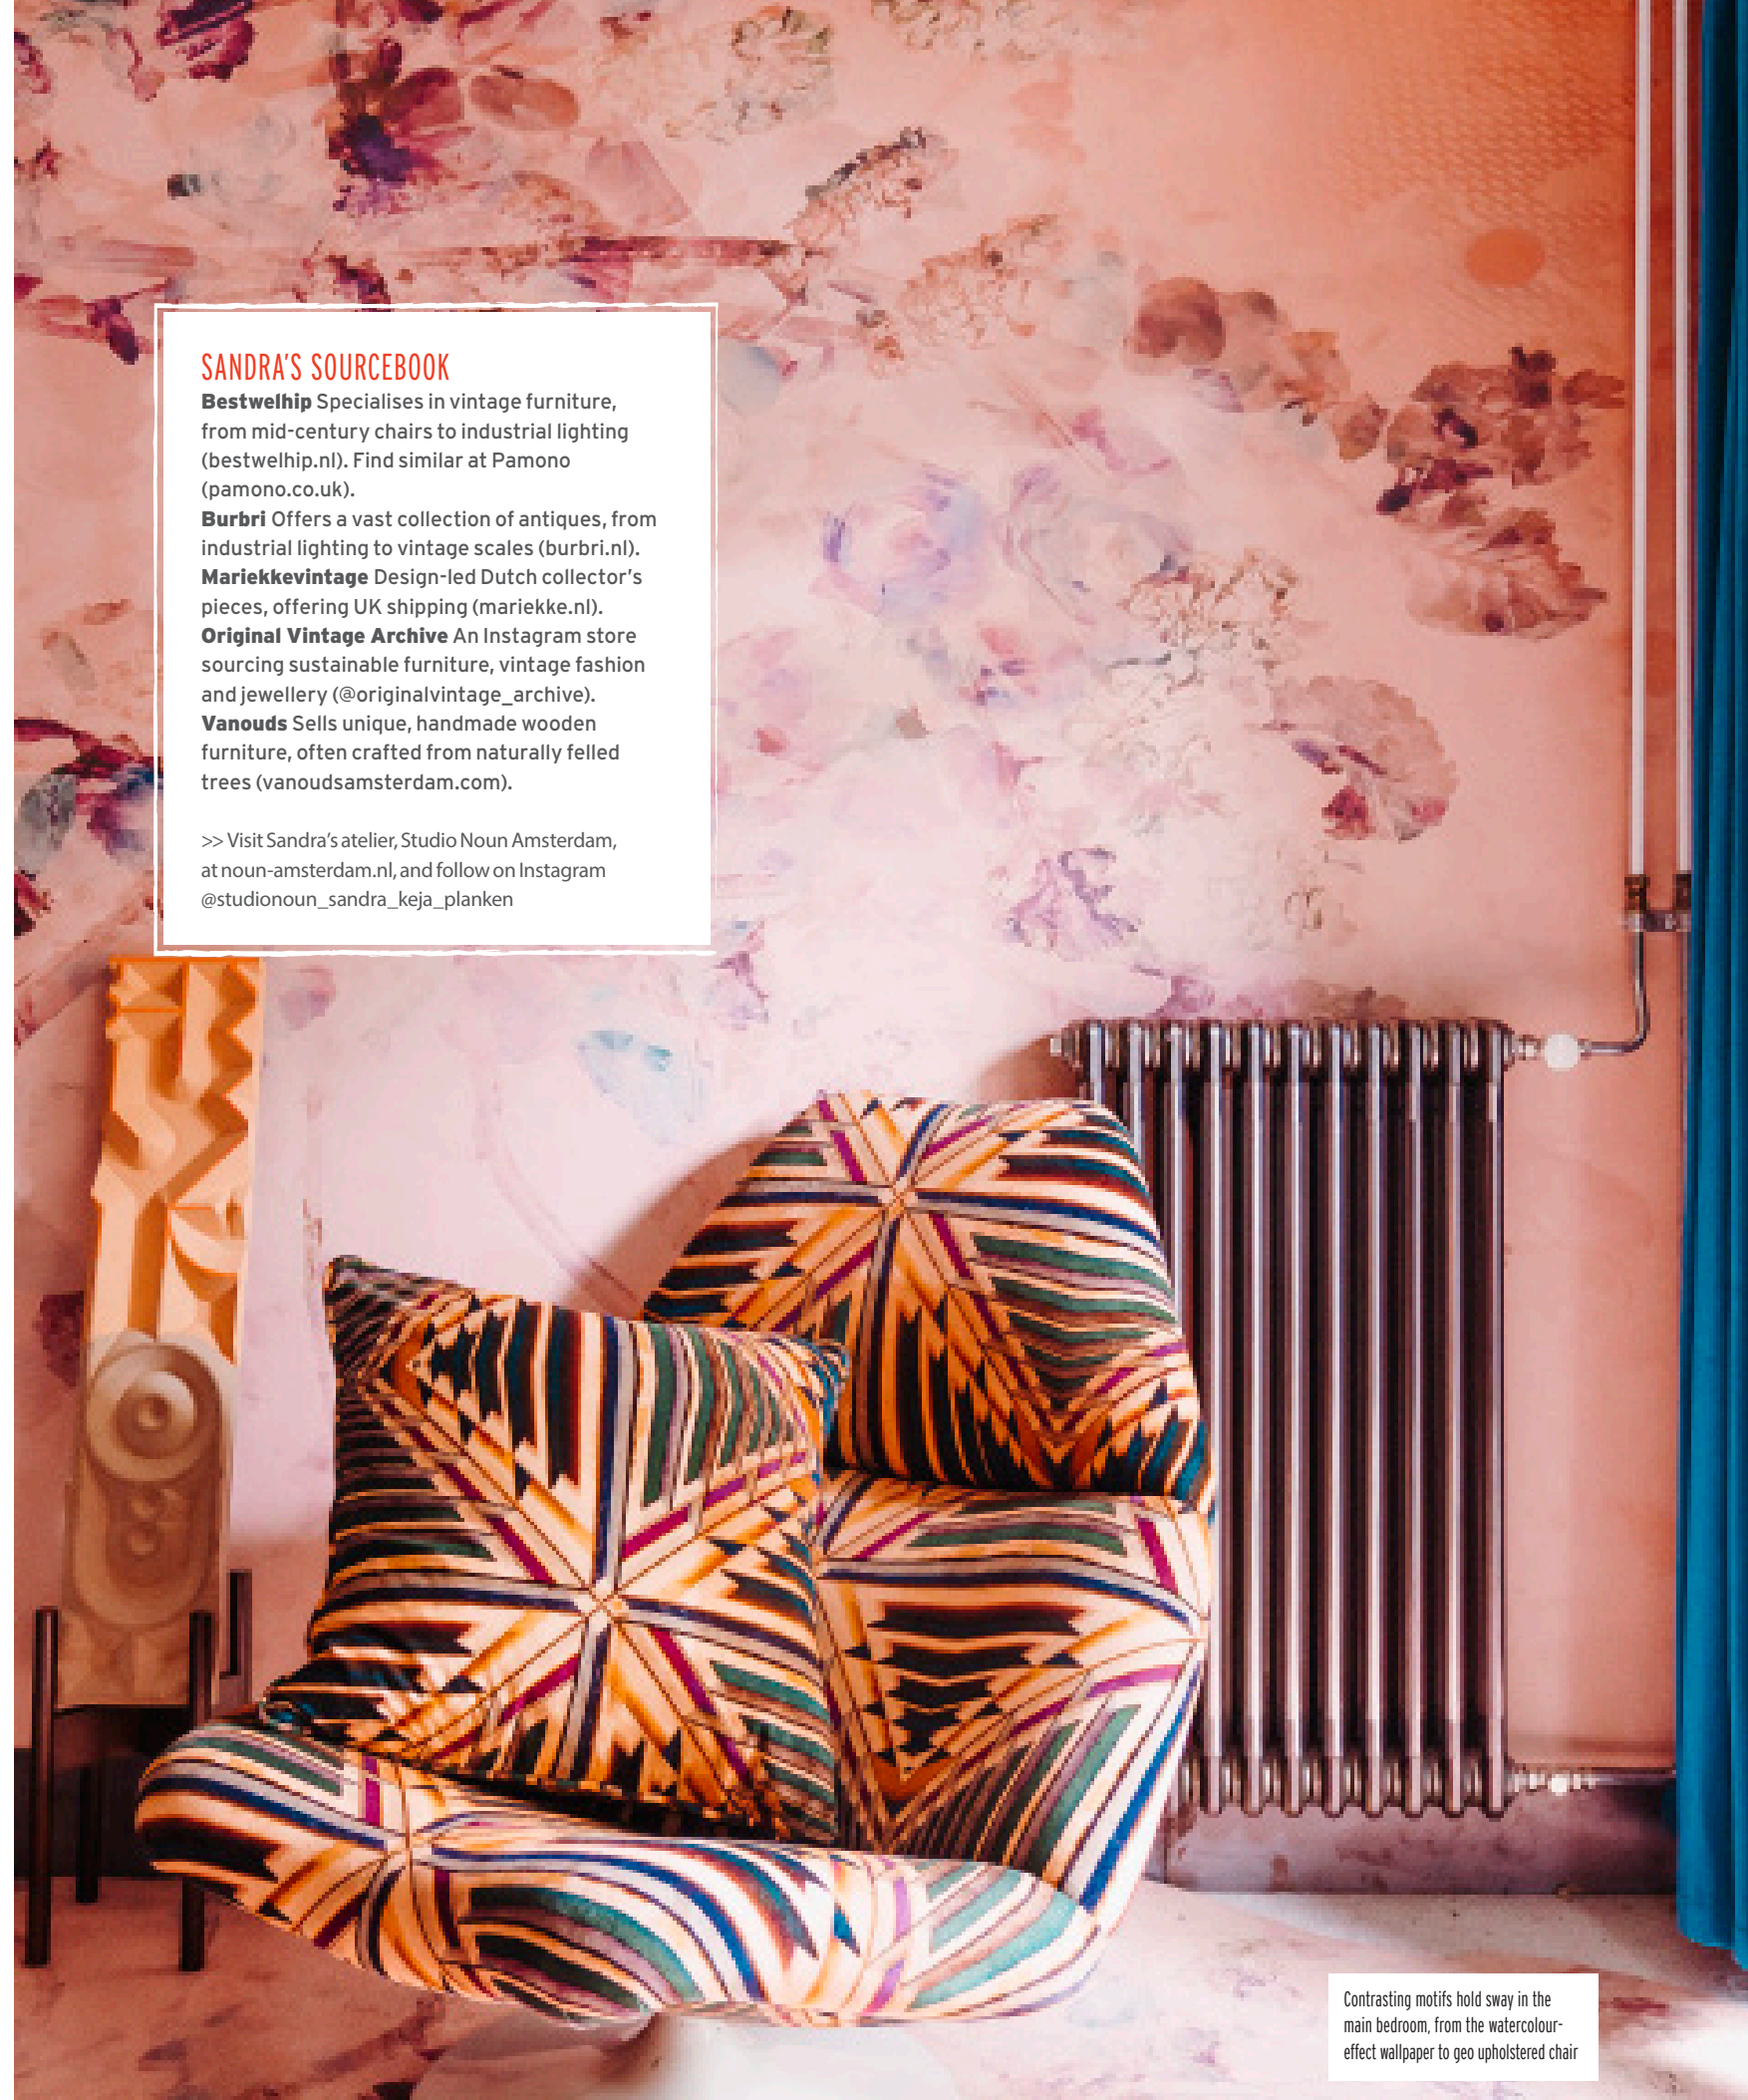 SANDRA'S SOURCEBOOK
Bestwelhip Specialises in vintage furniture,
from mid-century chairs to industrial lighting
(bestwelhip.nl). Find similar at Pamono
(pamono.co.uk).
Burbri Offers a vast collection of antiques, from
industrial lighting to vintage scales (burbri.nl).
Mariekkevintage Design-led Dutch collector's
pieces, offering UK shipping (mariekke.nl).
Original Vintage Archive An Instagram store
sourcing sustainable furniture, vintage fashion
and jewellery (@originalvintage_archive).
Vanouds Sells unique, handmade wooden
furniture, often crafted from naturally felled
trees (vanoudsamsterdam.com).
>> Visit Sandra's atelier, Studio Noun Amsterdam,
at noun-amsterdam.nl, and follow on Instagram
@studionoun_sandra_keja_planken
Contrasting motifs hold sway in the
main bedroom, from the watercolour-
effect wallpaper to geo upholstered chair